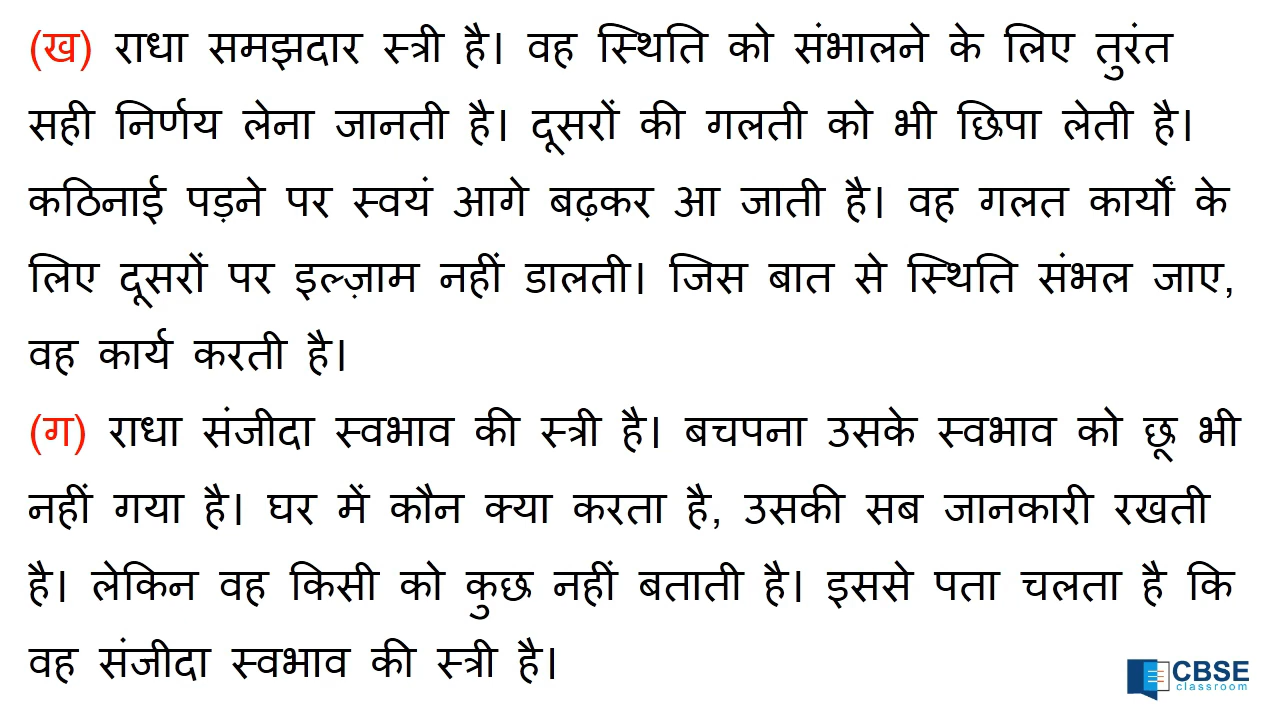 (ख) राधा समझदार स्त्री है। वह स्थिति को संभालने के लिए तुरंत
सही निर्णय लेना जानती है। दूसरों की गलती को भी छिपा लेती है।
कठिनाई पड़ने पर स्वयं आगे बढ़कर आ जाती है। वह गलत कार्यों के
लिए दूसरों पर इल्ज़ाम नहीं डालती। जिस बात से स्थिति संभल जाए,
वह कार्य करती है।
(ग) राधा संजीदा स्वभाव की स्त्री है। बचपना उसके स्वभाव को छू भी
नहीं गया है। घर में कौन क्या करता है, उसकी सब जानकारी रखती
है। लेकिन वह किसी को कुछ नहीं बताती है। इससे पता चलता है कि
वह संजीदा स्वभाव की स्त्री है।
CBSE
classroom